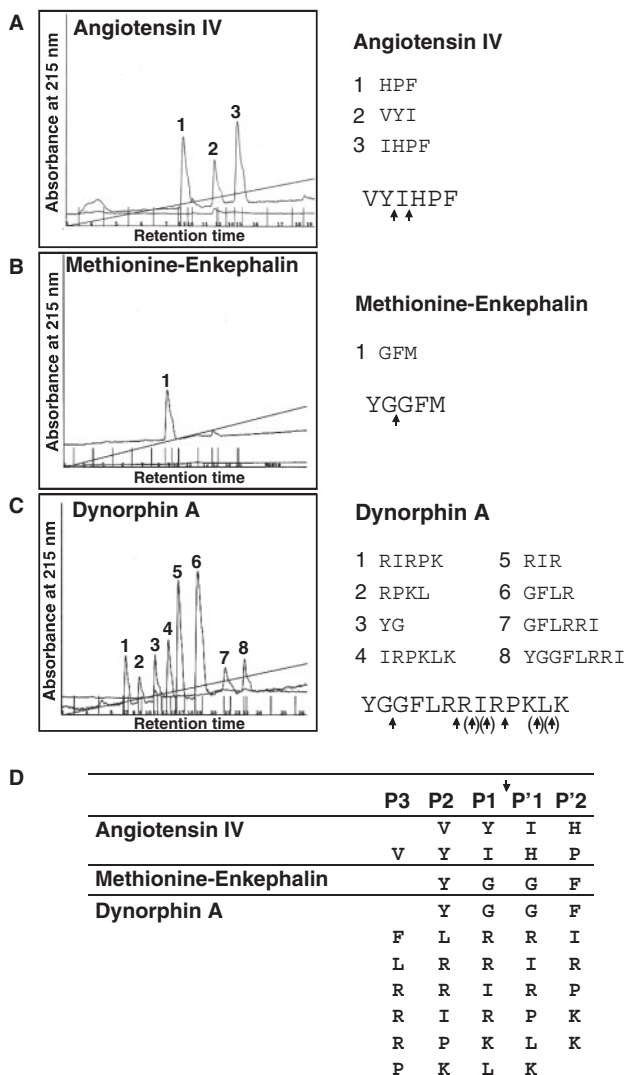 A
Angiotensin IV
Absorbance at 215 nm
1
2
3
Retention time
Angiotensin IV
1 HPF
2 VYI
3 IHPF
VYIHPF
B
Methionine-Enkephalin
Absorbance at 215 nm
1
Retention time
Methionine-Enkephalin
1 GFM
YGGFM
C
Dynorphin A
Absorbance at 215 nm
1
2
3
4
5
6
7
8
Retention time
Dynorphin A
1 RIRPK 5 RIR
2 RPKL 6 GFLR
3 YG 7 GFLRRI
4 IRPKLK 8 YGGFLRRI
YGGFLRRIRPKLK
( )( ) ( )( )
D
P3 P2 P1 P'1 P'2
Angiotensin IV V Y I H
V Y I H P
Methionine-Enkephalin Y G G F
Dynorphin A Y G G F
F L R R I
L R R I R
R R I R P
R I R P K
R P K L K
P K L K